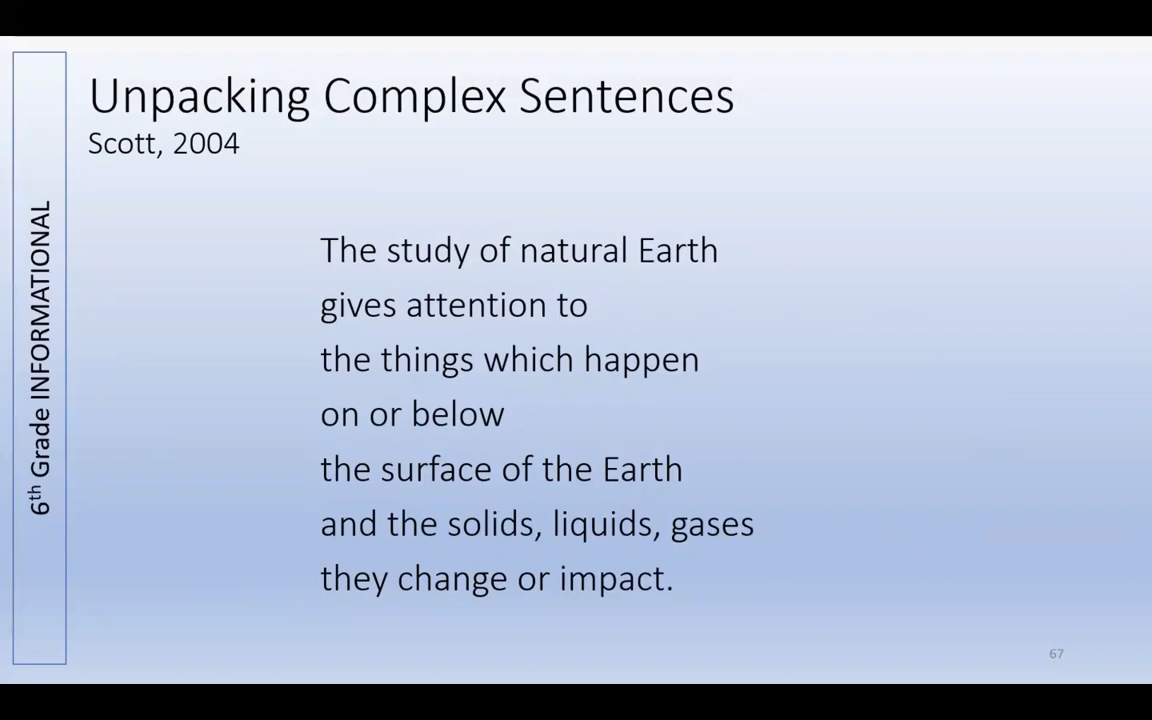 Unpacking Complex Sentences
Scott, 2004
6th Grade INFORMATIONAL
The study of natural Earth
gives attention to
the things which happen
on or below
the surface of the Earth
and the solids, liquids, gases
they change or impact.
67